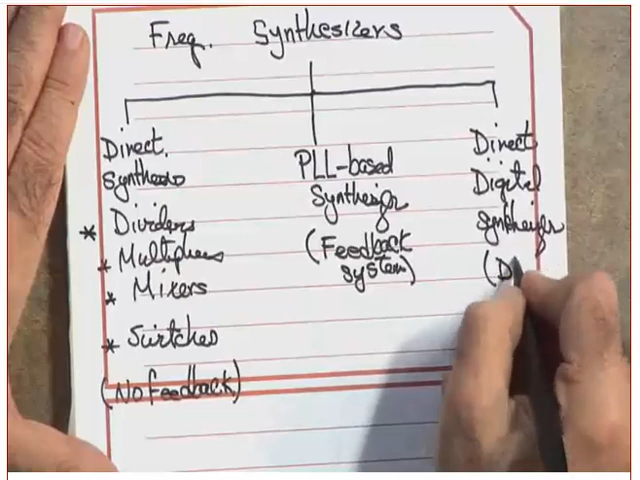 Freq. Synthesizers
Direct
Synthesis
* Dividers
* Multipliers
* Mixers
* Switches
(No feedback)
PLL-based
Synthesizer
(Feedback
system)
Direct
Digital
Synthesizer
(D